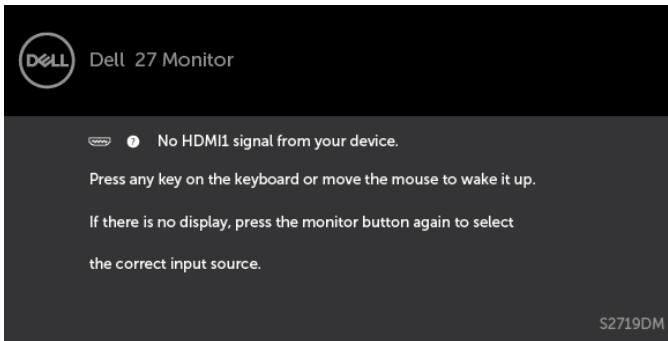 DELL Dell 27 Monitor
? No HDMI1 signal from your device.
Press any key on the keyboard or move the mouse to wake it up.
If there is no display, press the monitor button again to select
the correct input source.
S2719DM